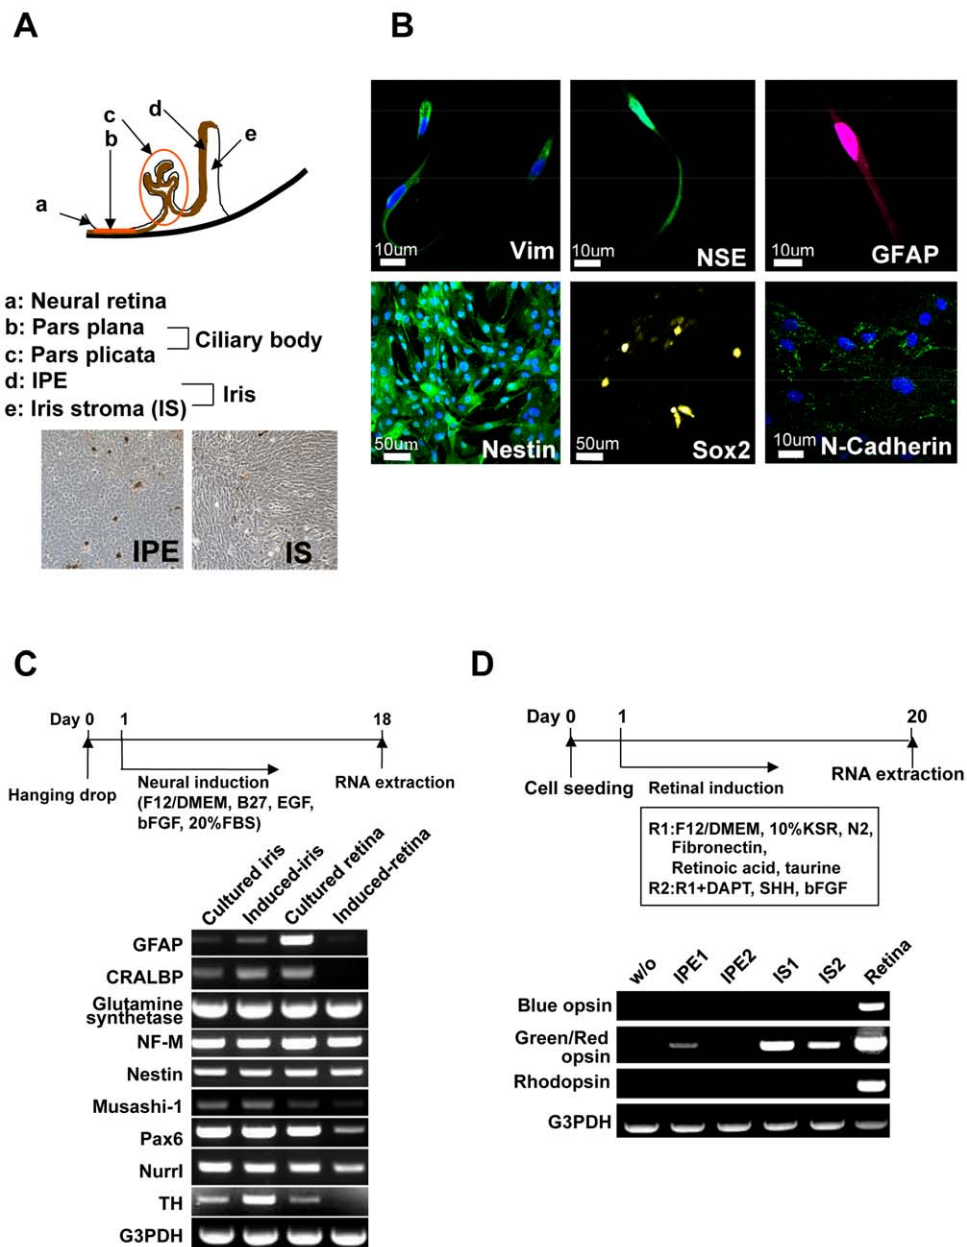 A
c
b
d
e
a
a: Neural retina
b: Pars plana
c: Pars plicata
Ciliary body
d: IPE
e: Iris stroma (IS)
Iris
IPE
IS
B
10um
Vim
10um
NSE
10um
GFAP
50um
Nestin
50um
Sox2
10um
N-Cadherin
C
Day 0
1
18
Hanging drop
Neural induction
(F12/DMEM, B27, EGF,
bFGF, 20%FBS)
RNA extraction
Cultured iris
Induced-iris
Cultured retina
Induced-retina
GFAP
CRALBP
Glutamine
synthetase
NF-M
Nestin
Musashi-1
Pax6
NurrI
TH
G3PDH
D
Day 0
1
20
Cell seeding
Retinal induction
RNA extraction
R1:F12/DMEM, 10%KSR, N2,
Fibronectin,
Retinoic acid, taurine
R2:R1+DAPT, SHH, bFGF
w/o
IPE1
IPE2
IS1
IS2
Retina
Blue opsin
Green/Red
opsin
Rhodopsin
G3PDH